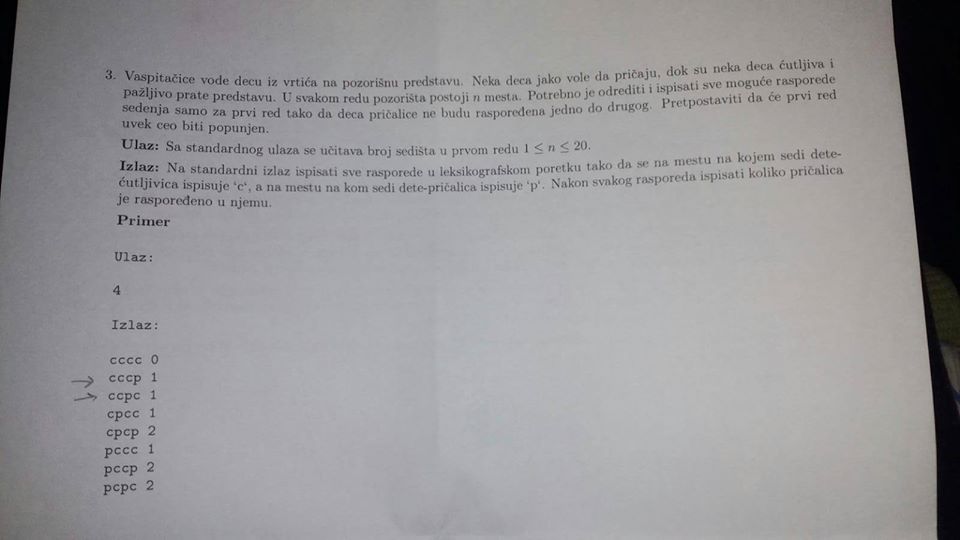 3. Vaspitačice vode decu iz vrtića na pozorišnu predstavu. Neka deca jako vole da pričaju, dok su neka deca ćutljiva i
pažljivo prate predstavu. U svakom redu pozorišta postoji n mesta. Potrebno je odrediti i ispisati sve moguće rasporede
sedenja samo za prvi red tako da deca pričalice ne budu raspoređena jedno do drugog. Pretpostaviti da će prvi red
uvek ceo biti popunjen.
Ulaz: Sa standardnog ulaza se učitava broj sedišta u prvom redu 1 ≤ n ≤ 20.
Izlaz: Na standardni izlaz ispisati sve rasporede u leksikografskom poretku tako da se na mestu na kojem sedi dete-
ćutljivica ispisuje ‘c‘, a na mestu na kom sedi dete-pričalica ispisuje ‘p‘. Nakon svakog rasporeda ispisati koliko pričalica
je raspoređeno u njemu.
Primer
Ulaz:
4
Izlaz:
cccc 0
cccp 1
ccpc 1
cpcc 1
cpcp 2
pccc 1
pccp 2
pcpc 2